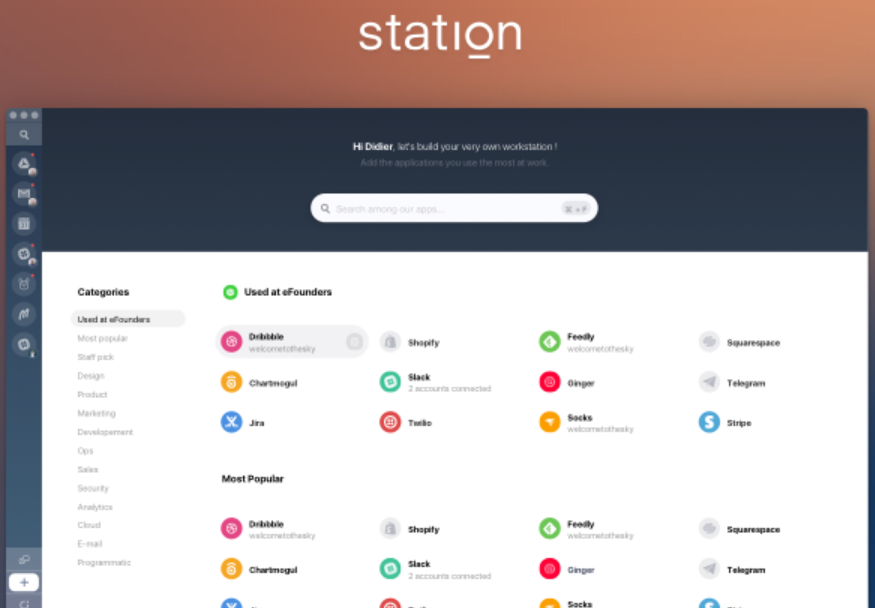 station
Hi Didier, let's build your very own workstation !
Add the applications you use the most at work.
Search among our apps...
Categories
Used at eFounders
Most popular
Staff pick
Design
Product
Marketing
Developement
Ops
Sales
Security
Analytics
Cloud
E-mail
Programmatic
Used at eFounders
Dribbble
welcometothesky
Shopify
Feedly
welcometothesky
Squarespace
Chartmogul
Slack
2 accounts connected
Ginger
Telegram
Jira
Twilio
Socks
welcometothesky
Stripe
Most Popular
Dribbble
welcometothesky
Shopify
Feedly
welcometothesky
Squarespace
Chartmogul
Slack
2 accounts connected
Ginger
Telegram
Socks